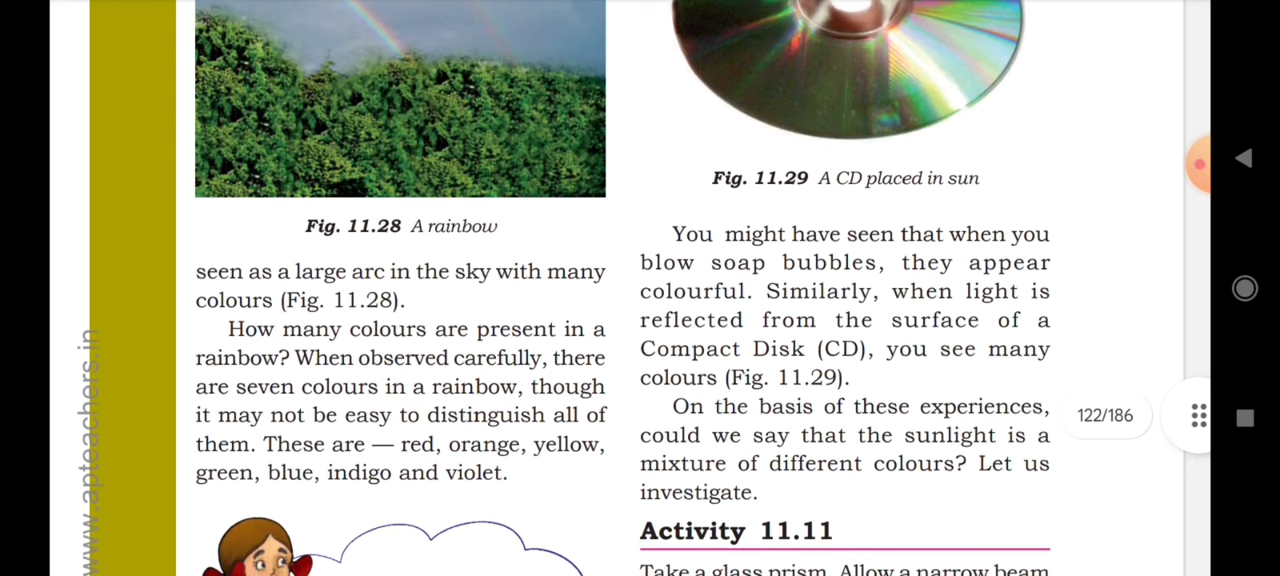 Fig. 11.28 A rainbow
seen as a large arc in the sky with many
colours (Fig. 11.28).
How many colours are present in a
rainbow? When observed carefully, there
are seven colours in a rainbow, though
it may not be easy to distinguish all of
them. These are — red, orange, yellow,
green, blue, indigo and violet.
Fig. 11.29 A CD placed in sun
You might have seen that when you
blow soap bubbles, they appear
colourful. Similarly, when light is
reflected from the surface of a
Compact Disk (CD), you see many
colours (Fig. 11.29).
On the basis of these experiences,
could we say that the sunlight is a
mixture of different colours? Let us
investigate.
Activity 11.11
Take a glass prism. Allow a narrow beam
122/186
www.apteachers.in